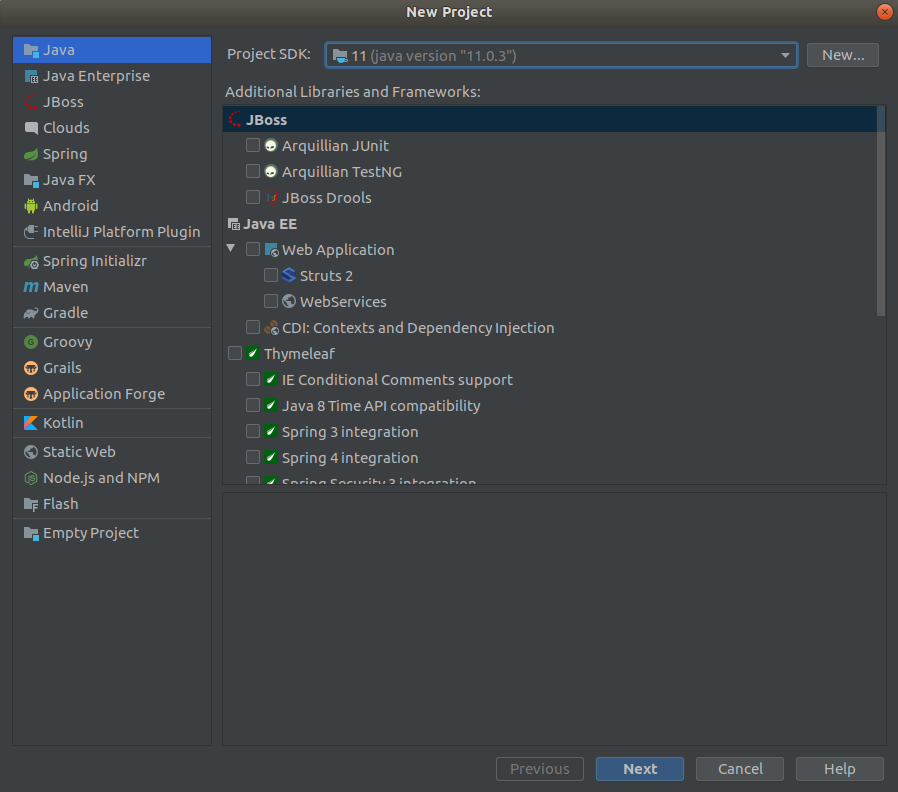 New Project
Java
Java Enterprise
JBoss
Clouds
Spring
Java FX
Android
IntelliJ Platform Plugin
Spring Initializr
Maven
Gradle
Groovy
Grails
Application Forge
Kotlin
Static Web
Node.js and NPM
Flash
Empty Project
Project SDK: 11 (java version "11.0.3") New...
Additional Libraries and Frameworks:
JBoss
Arquillian JUnit
Arquillian TestNG
JBoss Drools
Java EE
Web Application
Struts 2
WebServices
CDI: Contexts and Dependency Injection
Thymeleaf
IE Conditional Comments support
Java 8 Time API compatibility
Spring 3 integration
Spring 4 integration
Spring Security 3 integration
Previous Next Cancel Help